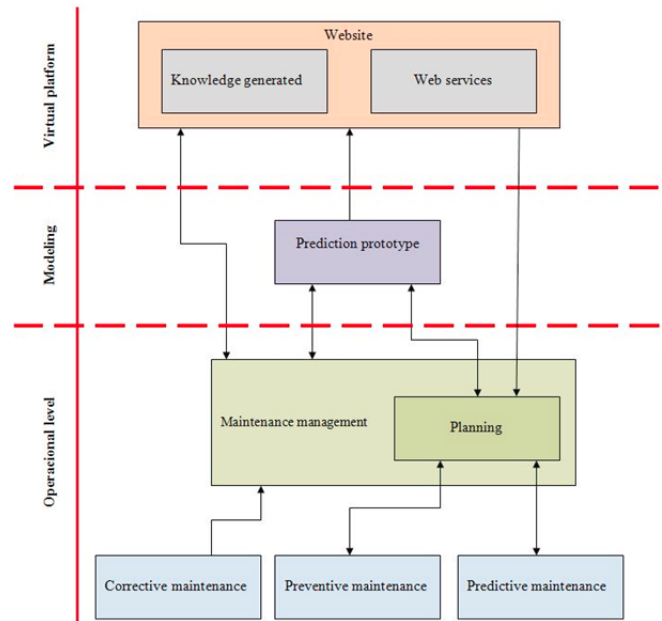 Virtual platform
Website
Knowledge generated
Web services
Modeling
Prediction prototype
Operacional level
Maintenance management
Planning
Corrective maintenance
Preventive maintenance
Predictive maintenance